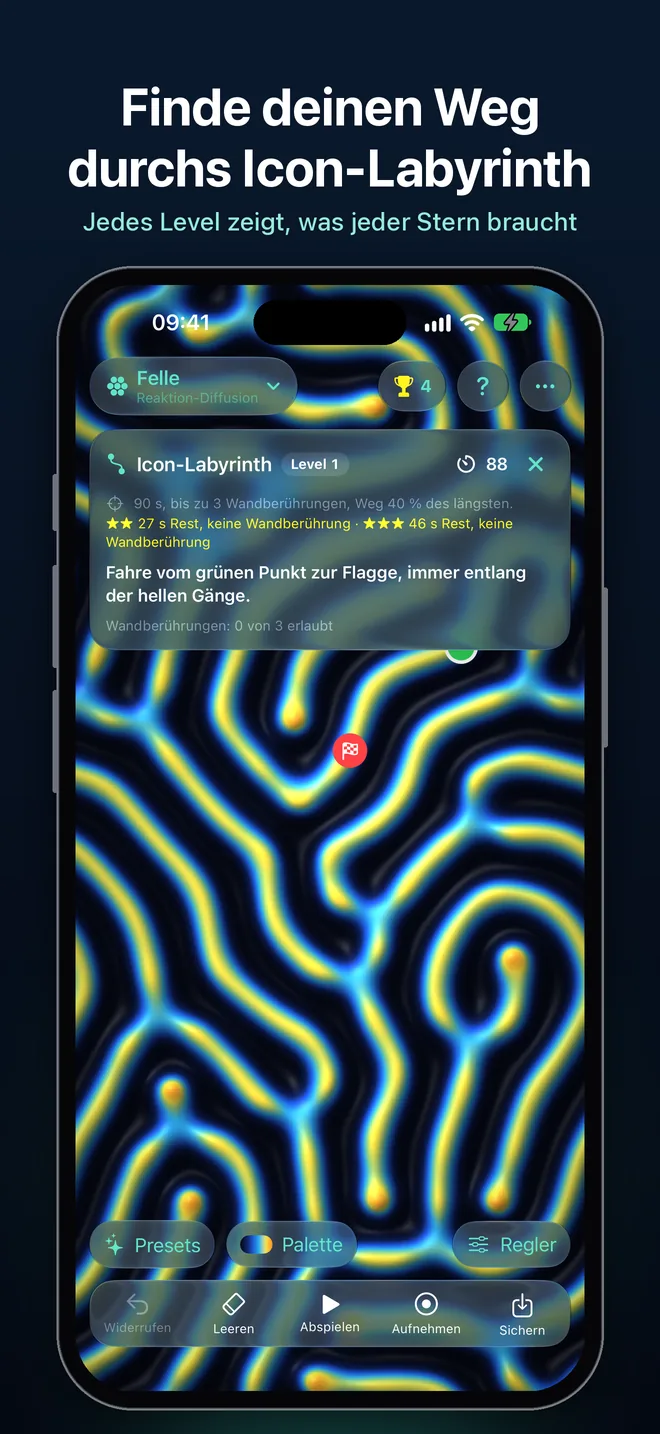 Finde deinen Weg
durchs Icon-Labyrinth
Jedes Level zeigt, was jeder Stern braucht
09:41
Felle
Reaktion-Diffusion
4
?
Icon-Labyrinth Level 1 88
90 s, bis zu 3 Wandberührungen, Weg 40 % des längsten.
★★ 27 s Rest, keine Wandberührung · ★★★ 46 s Rest, keine
Wandberührung
Fahre vom grünen Punkt zur Flagge, immer entlang
der hellen Gänge.
Wandberührungen: 0 von 3 erlaubt
Presets Palette Regler
Widerrufen Leeren Abspielen Aufnehmen Sichern